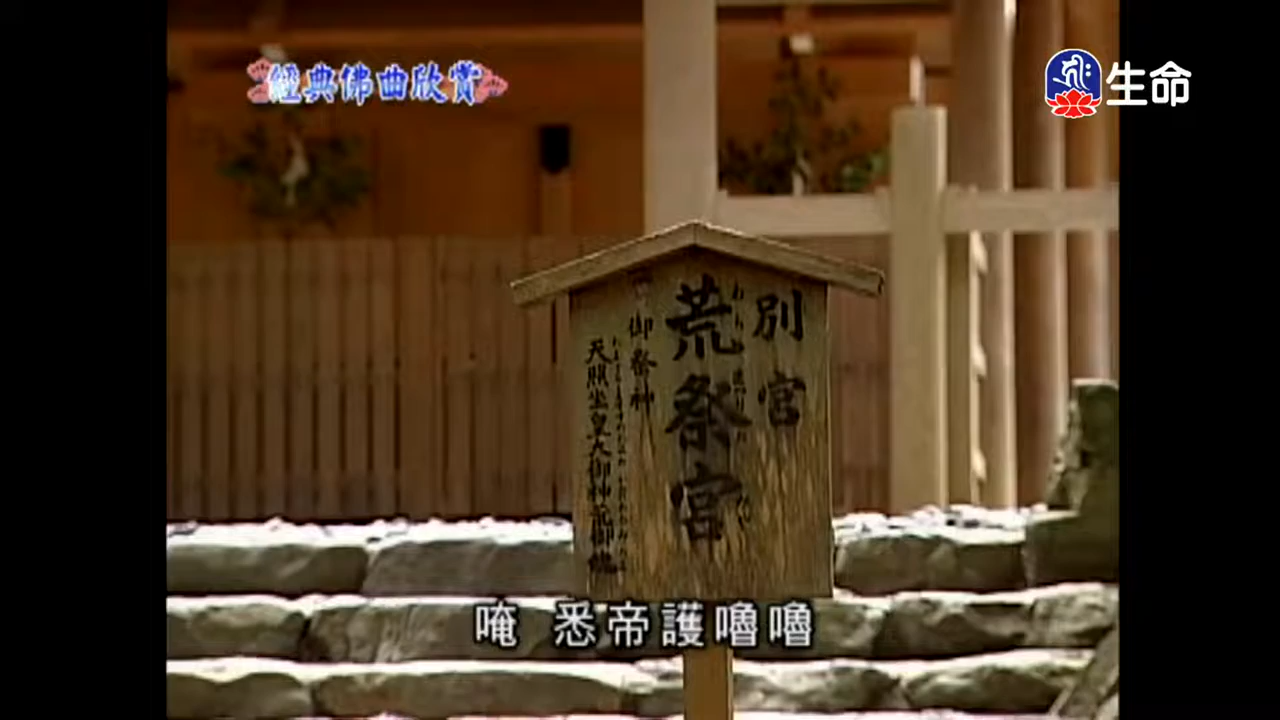 經典佛曲欣賞
生命
別宮
荒祭宮
御祭神
天照坐皇大御神荒御魂
唵 悉帝護嚕嚕